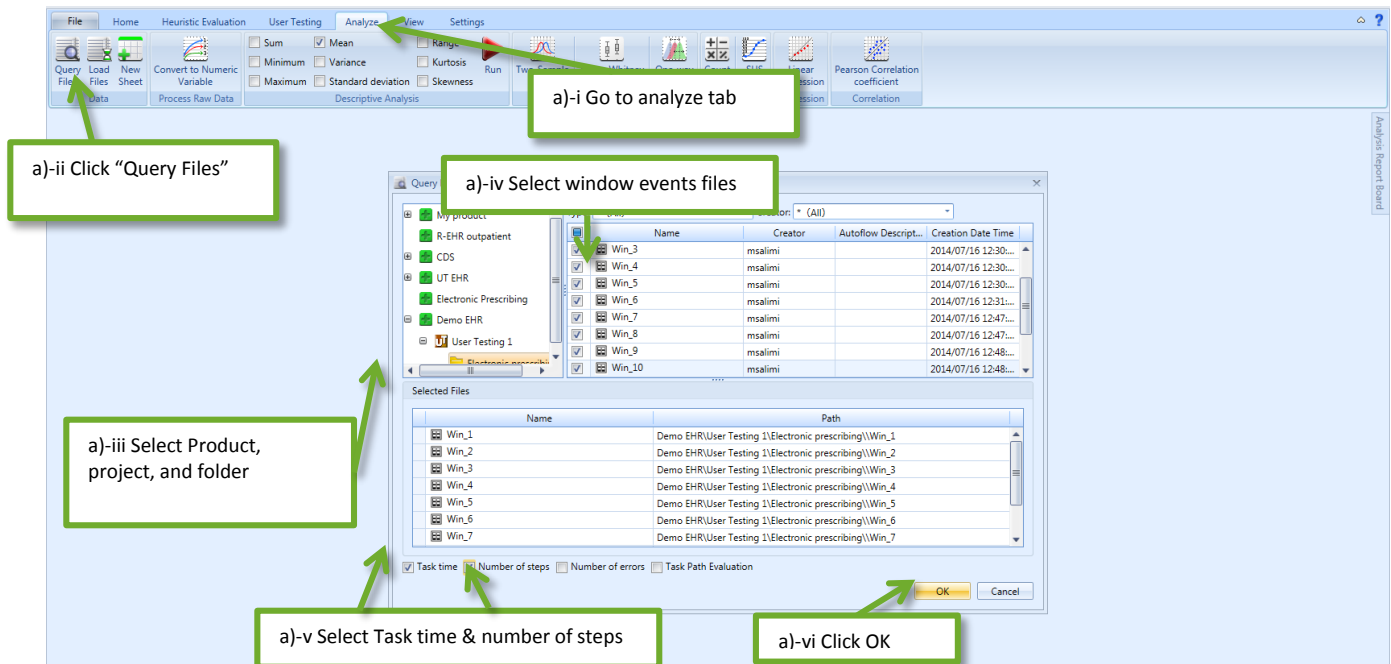 File Home Heuristic Evaluation User Testing Analyze View Settings
Sum Mean Range
Minimum Variance Kurtosis
Maximum Standard deviation Skewness
Query Files
Load Files
New Sheet
Convert to Numeric Variable
Run
Pearson Correlation coefficient
Data Process Raw Data Descriptive Analysis Correlation
a)-i Go to analyze tab
Analysis Report Board
a)-ii Click “Query Files”
a)-iv Select window events files
Query
My product
R-EHR outpatient
CDS
UT EHR
Electronic Prescribing
Demo EHR
User Testing 1
* (All)
Name Creator Autoflow Descript... Creation Date Time
Win_3 msalimi 2014/07/16 12:30:...
Win_4 msalimi 2014/07/16 12:30:...
Win_5 msalimi 2014/07/16 12:30:...
Win_6 msalimi 2014/07/16 12:31:...
Win_7 msalimi 2014/07/16 12:47:...
Win_8 msalimi 2014/07/16 12:47:...
Win_9 msalimi 2014/07/16 12:48:...
Win_10 msalimi 2014/07/16 12:48:...
a)-iii Select Product,
project, and folder
Selected Files
Name Path
Win_1 Demo EHR\User Testing 1\Electronic prescribing\\Win_1
Win_2 Demo EHR\User Testing 1\Electronic prescribing\\Win_2
Win_3 Demo EHR\User Testing 1\Electronic prescribing\\Win_3
Win_4 Demo EHR\User Testing 1\Electronic prescribing\\Win_4
Win_5 Demo EHR\User Testing 1\Electronic prescribing\\Win_5
Win_6 Demo EHR\User Testing 1\Electronic prescribing\\Win_6
Win_7 Demo EHR\User Testing 1\Electronic prescribing\\Win_7
Task time Number of steps Number of errors Task Path Evaluation
OK Cancel
a)-v Select Task time & number of steps
a)-vi Click OK